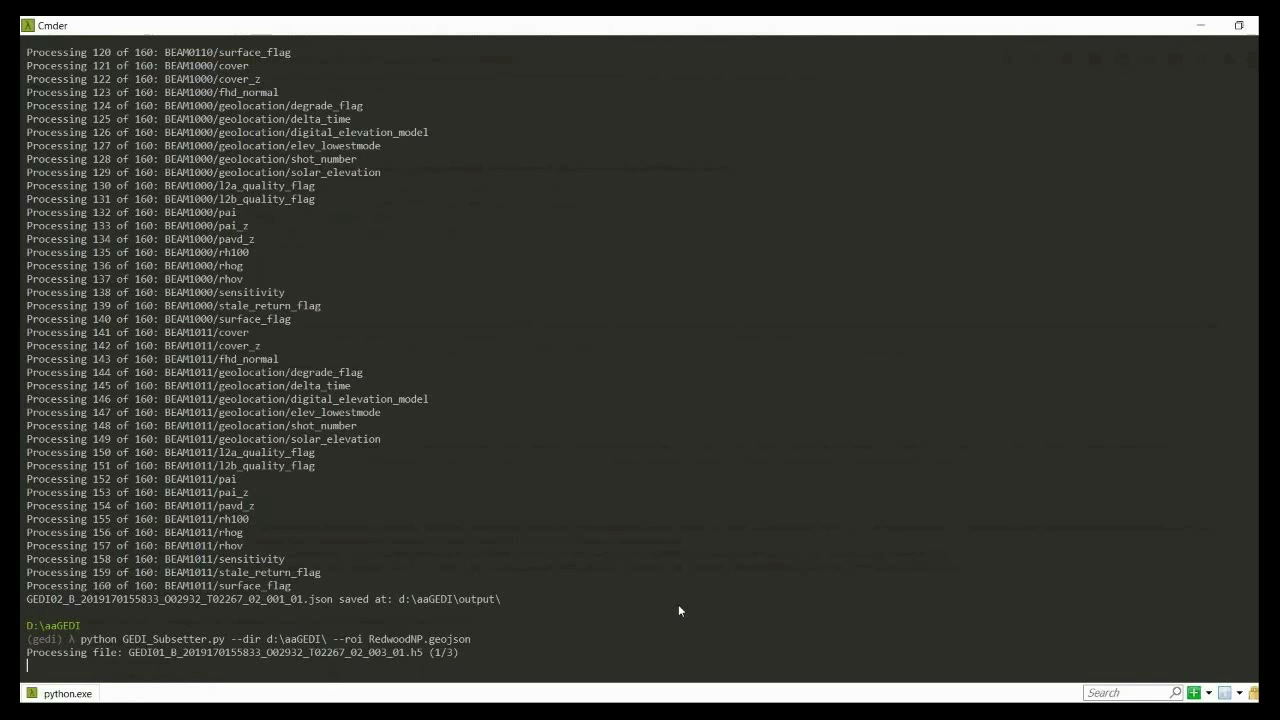 Cmder
Processing 120 of 160: BEAM0110/surface_flag
Processing 121 of 160: BEAM1000/cover
Processing 122 of 160: BEAM1000/cover_z
Processing 123 of 160: BEAM1000/fhd_normal
Processing 124 of 160: BEAM1000/geolocation/degrade_flag
Processing 125 of 160: BEAM1000/geolocation/delta_time
Processing 126 of 160: BEAM1000/geolocation/digital_elevation_model
Processing 127 of 160: BEAM1000/geolocation/elev_lowestmode
Processing 128 of 160: BEAM1000/geolocation/shot_number
Processing 129 of 160: BEAM1000/geolocation/solar_elevation
Processing 130 of 160: BEAM1000/l2a_quality_flag
Processing 131 of 160: BEAM1000/l2b_quality_flag
Processing 132 of 160: BEAM1000/pai
Processing 133 of 160: BEAM1000/pai_z
Processing 134 of 160: BEAM1000/pavd_z
Processing 135 of 160: BEAM1000/rh100
Processing 136 of 160: BEAM1000/rhog
Processing 137 of 160: BEAM1000/rhov
Processing 138 of 160: BEAM1000/sensitivity
Processing 139 of 160: BEAM1000/stale_return_flag
Processing 140 of 160: BEAM1000/surface_flag
Processing 141 of 160: BEAM1011/cover
Processing 142 of 160: BEAM1011/cover_z
Processing 143 of 160: BEAM1011/fhd_normal
Processing 144 of 160: BEAM1011/geolocation/degrade_flag
Processing 145 of 160: BEAM1011/geolocation/delta_time
Processing 146 of 160: BEAM1011/geolocation/digital_elevation_model
Processing 147 of 160: BEAM1011/geolocation/elev_lowestmode
Processing 148 of 160: BEAM1011/geolocation/shot_number
Processing 149 of 160: BEAM1011/geolocation/solar_elevation
Processing 150 of 160: BEAM1011/l2a_quality_flag
Processing 151 of 160: BEAM1011/l2b_quality_flag
Processing 152 of 160: BEAM1011/pai
Processing 153 of 160: BEAM1011/pai_z
Processing 154 of 160: BEAM1011/pavd_z
Processing 155 of 160: BEAM1011/rh100
Processing 156 of 160: BEAM1011/rhog
Processing 157 of 160: BEAM1011/rhov
Processing 158 of 160: BEAM1011/sensitivity
Processing 159 of 160: BEAM1011/stale_return_flag
Processing 160 of 160: BEAM1011/surface_flag
GEDI02_B_2019170155833_O02932_T02267_02_001_01.json saved at: d:\aaGEDI\output\
D:\aaGEDI
(gedi) λ python GEDI_Subsetter.py --dir d:\aaGEDI\ --roi RedwoodNP.geojson
Processing file: GEDI01_B_2019170155833_O02932_T02267_02_003_01.h5 (1/3)
python.exe
Search